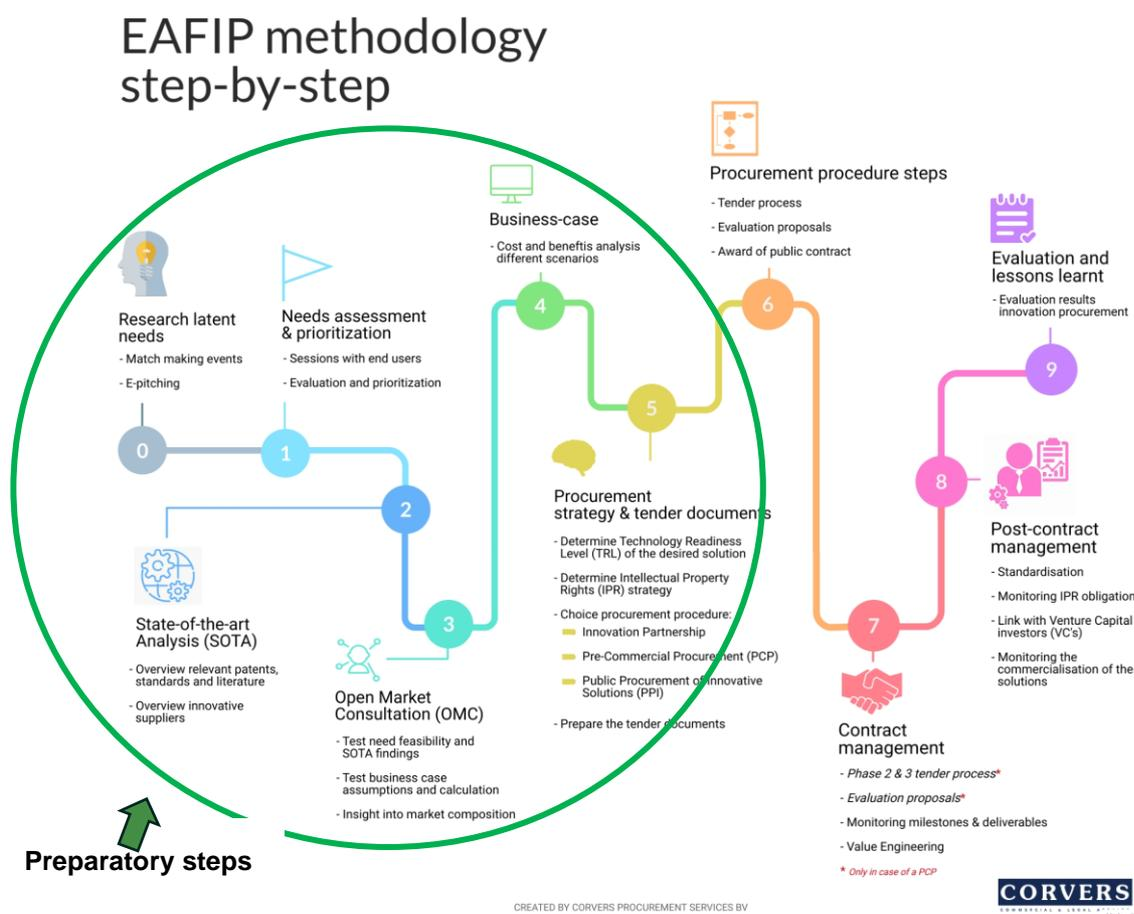 EAFIP methodology
step-by-step
0
Research latent
needs
- Match making events
- E-pitching
1
Needs assessment
& prioritization
- Sessions with end users
- Evaluation and prioritization
2
State-of-the-art
Analysis (SOTA)
- Overview relevant patents,
standards and literature
- Overview innovative
suppliers
3
Open Market
Consultation (OMC)
- Test need feasibility and
SOTA findings
- Test business case
assumptions and calculation
- Insight into market composition
4
Business-case
- Cost and beneftis analysis
different scenarios
5
Procurement
strategy & tender documents
- Determine Technology Readiness
Level (TRL) of the desired solution
- Determine Intellectual Property
Rights (IPR) strategy
- Choice procurement procedure:
Innovation Partnership
Pre-Commercial Procurement (PCP)
Public Procurement of Innovative
Solutions (PPI)
- Prepare the tender documents
6
Procurement procedure steps
- Tender process
- Evaluation proposals
- Award of public contract
7
Contract
management
- Phase 2 & 3 tender process*
- Evaluation proposals*
- Monitoring milestones & deliverables
- Value Engineering
* Only in case of a PCP
8
Post-contract
management
- Standardisation
- Monitoring IPR obligation
- Link with Venture Capital
investors (VC's)
- Monitoring the
commercialisation of the
solutions
9
Evaluation and
lessons learnt
- Evaluation results
innovation procurement
Preparatory steps
CREATED BY CORVERS PROCUREMENT SERVICES BV
CORVERS
COMMERCIAL & LEGAL